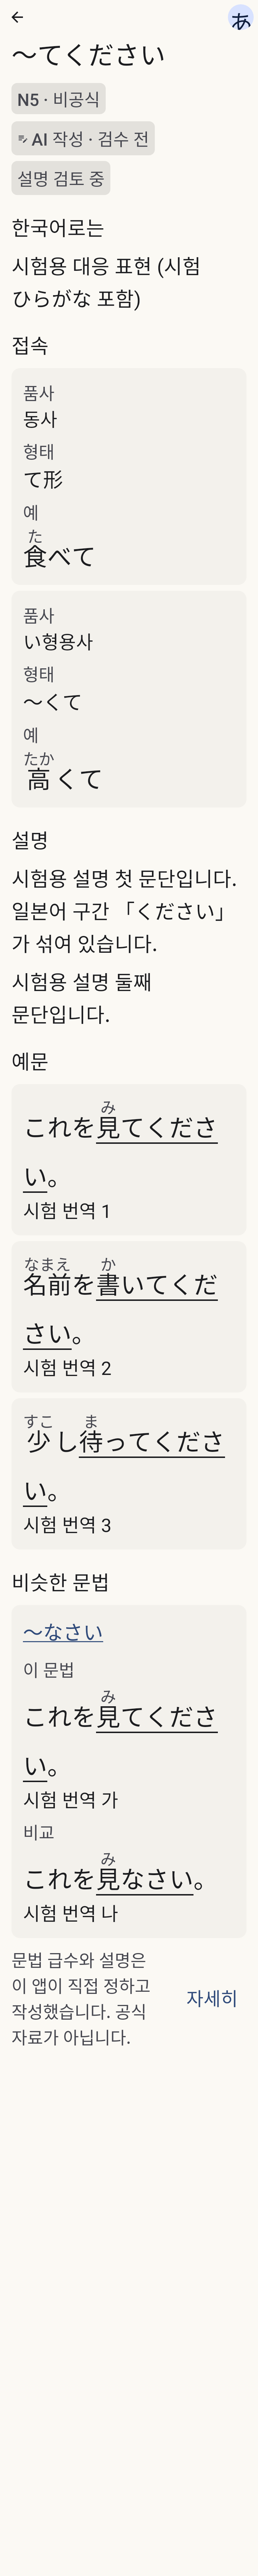 あ
〜てください
N5 · 비공식
AI 작성 · 검수 전
설명 검토 중
한국어로는
시험용 대응 표현 (시험
ひらがな 포함)
접속
품사
동사
형태
て形
예
た
食べて
품사
い형용사
형태
〜くて
예
たか
高くて
설명
시험용 설명 첫 문단입니다.
일본어 구간 「ください」
가 섞여 있습니다.
시험용 설명 둘째
문단입니다.
예문
み
これを見てくださ
い。
시험 번역 1
なまえ か
名前を書いてくだ
さい。
시험 번역 2
すこ ま
少し待ってくださ
い。
시험 번역 3
비슷한 문법
〜なさい
이 문법
み
これを見てくださ
い。
시험 번역 가
비교
み
これを見なさい。
시험 번역 나
문법 급수와 설명은
이 앱이 직접 정하고
작성했습니다. 공식
자료가 아닙니다.
자세히